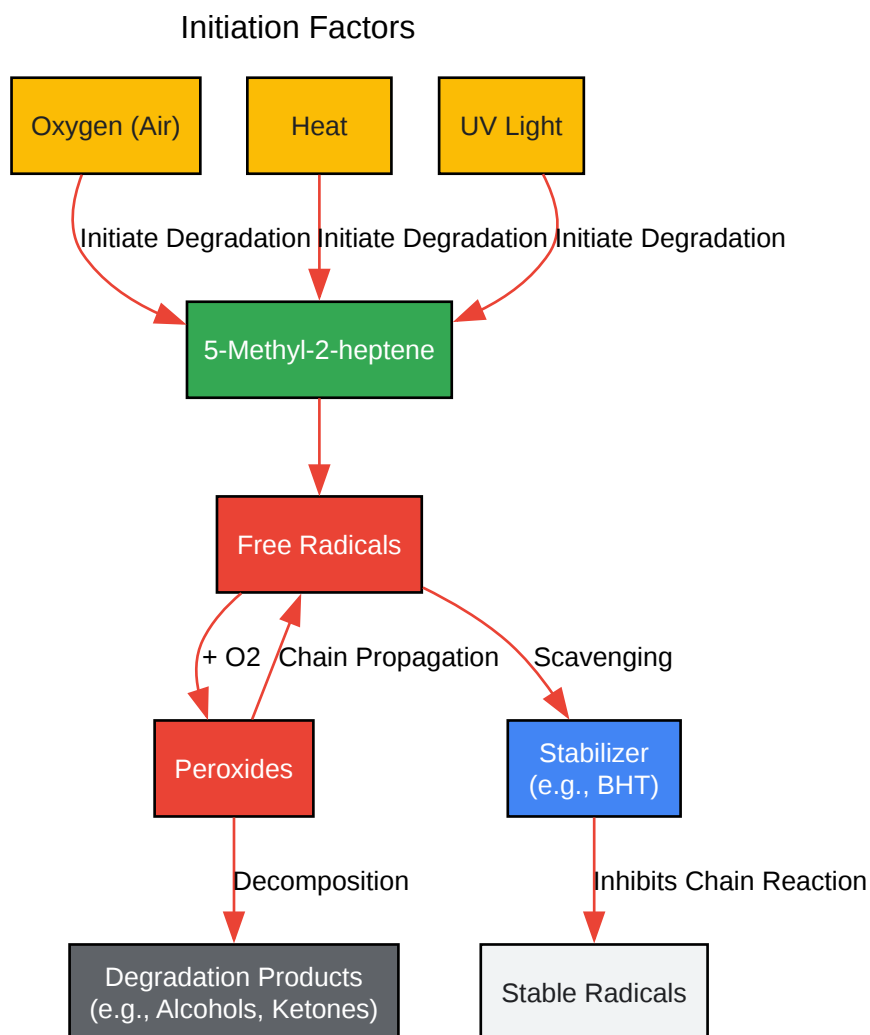 Initiation Factors
Oxygen (Air)
Heat
UV Light
Initiate Degradation
Initiate Degradation
Initiate Degradation
5-Methyl-2-heptene
Free Radicals
+ O2
Chain Propagation
Scavenging
Peroxides
Stabilizer
(e.g., BHT)
Decomposition
Inhibits Chain Reaction
Degradation Products
(e.g., Alcohols, Ketones)
Stable Radicals